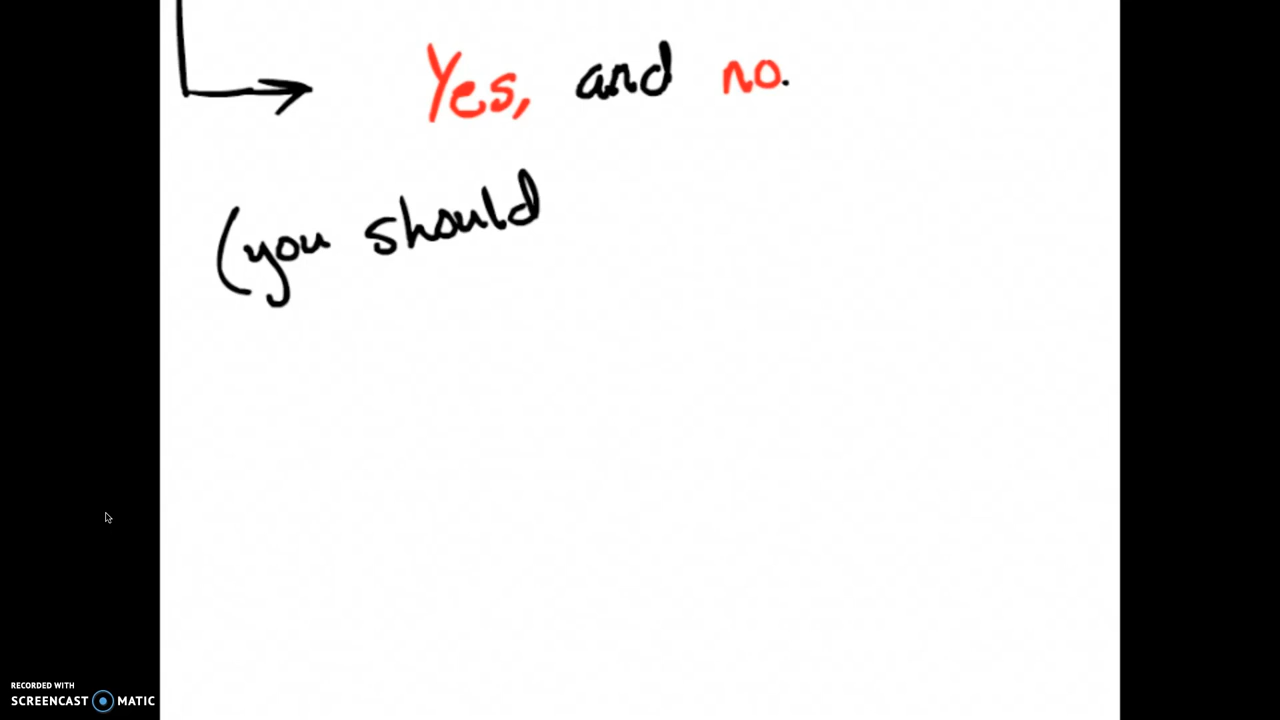 Yes, and no.
(you should
RECORDED WITH
SCREENCAST MATIC